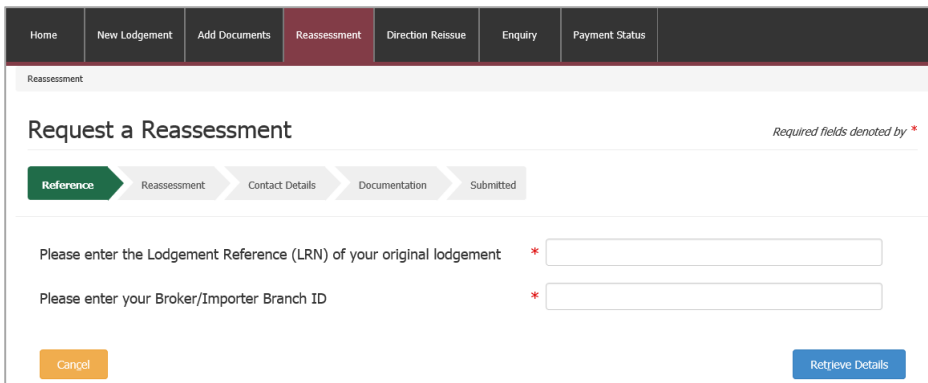 Home New Lodgement Add Documents Reassessment Direction Reissue Enquiry Payment Status
Reassessment
Request a Reassessment Required fields denoted by *
Reference Reassessment Contact Details Documentation Submitted
Please enter the Lodgement Reference (LRN) of your original lodgement *
Please enter your Broker/Importer Branch ID *
Cancel Retrieve Details